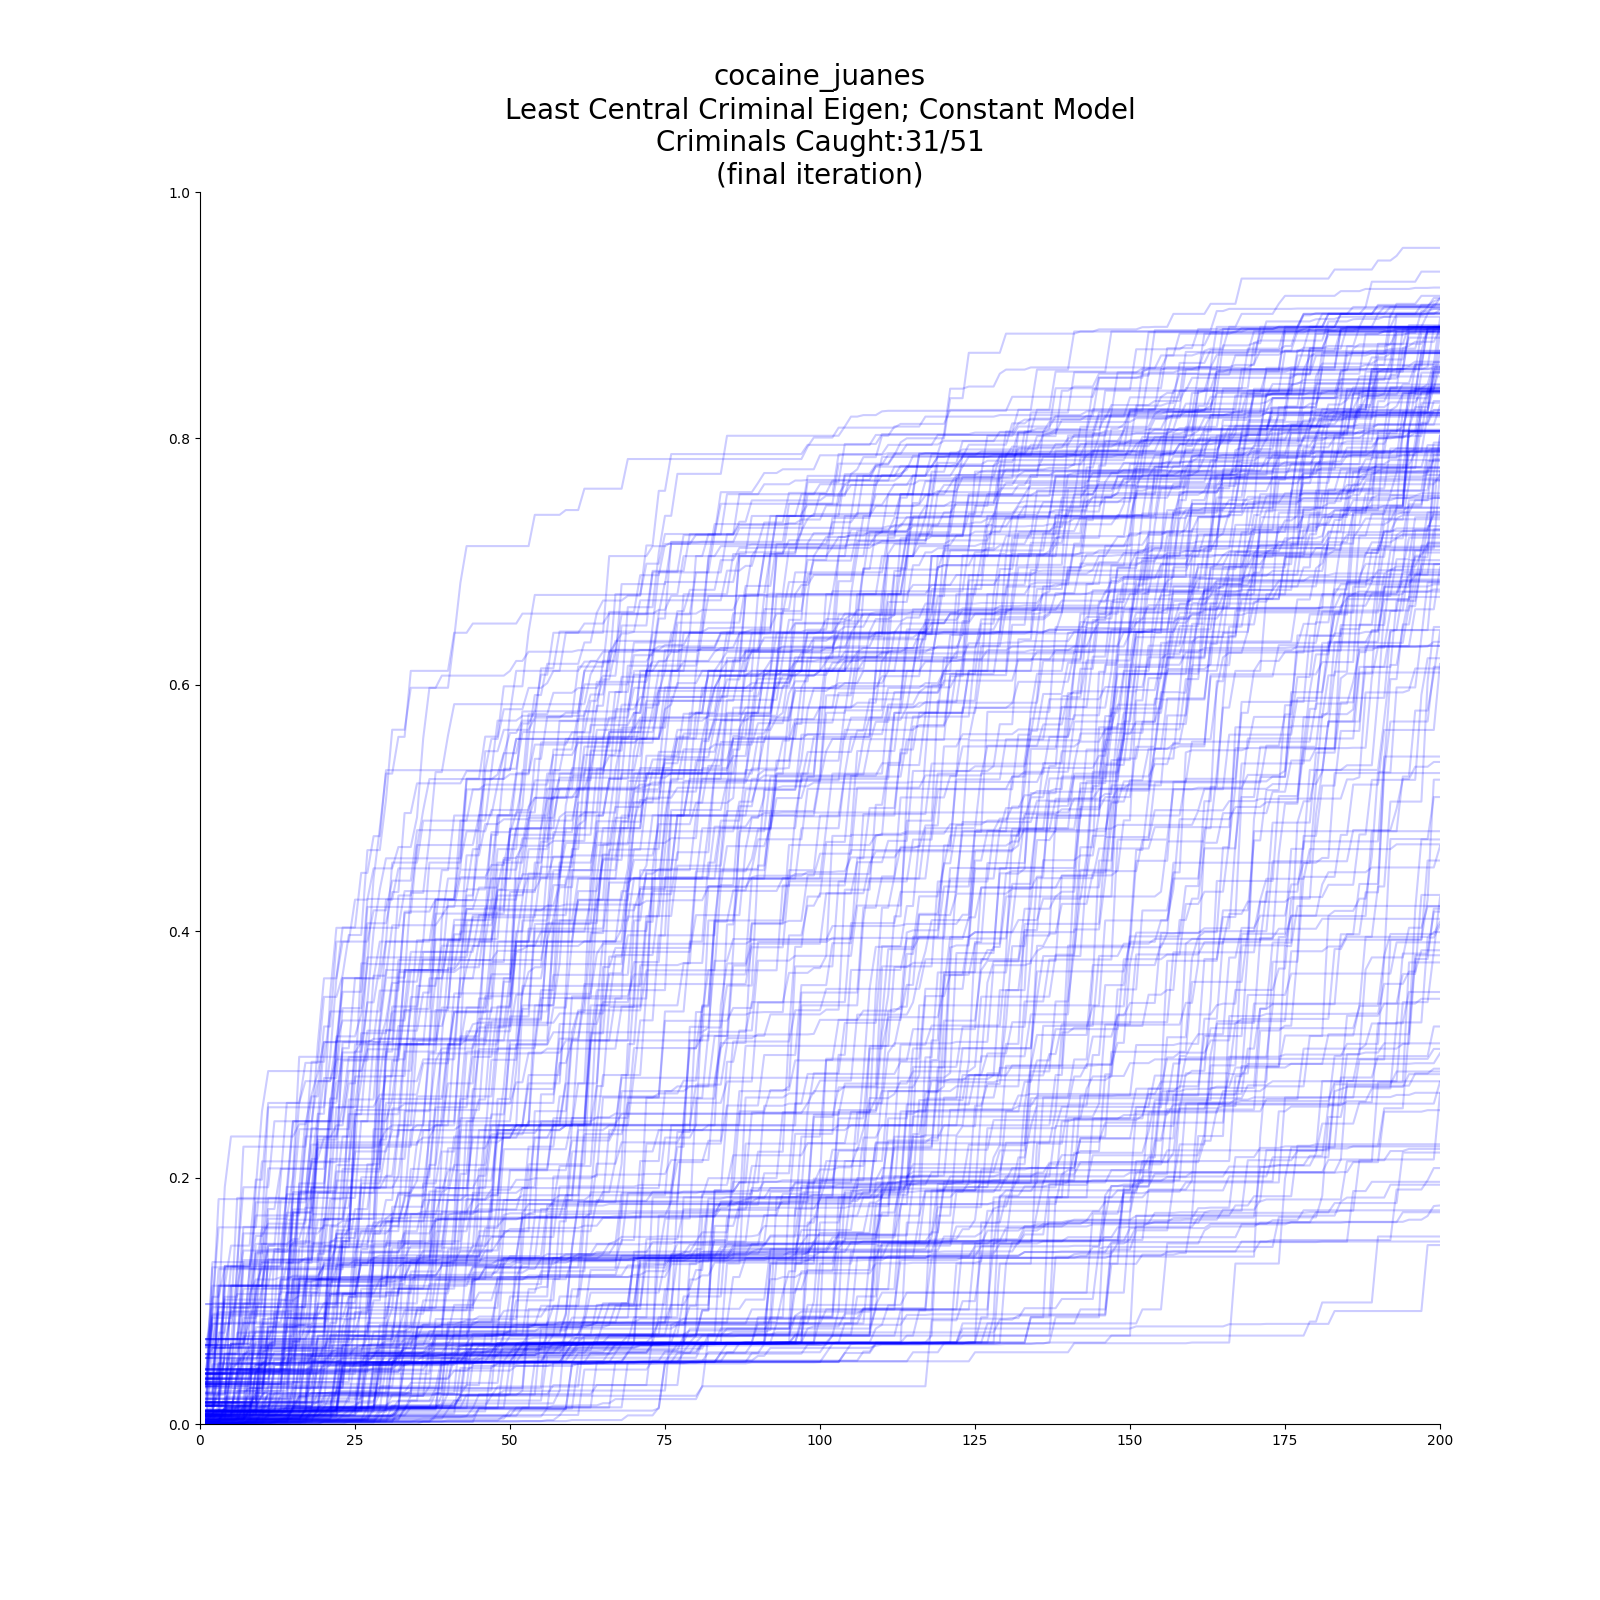 cocaine_juanes
Least Central Criminal Eigen; Constant Model
Criminals Caught:31/51
(final iteration)
1.0
0.8
0.6
0.4
0.2
0.0
0 25 50 75 100 125 150 175 200